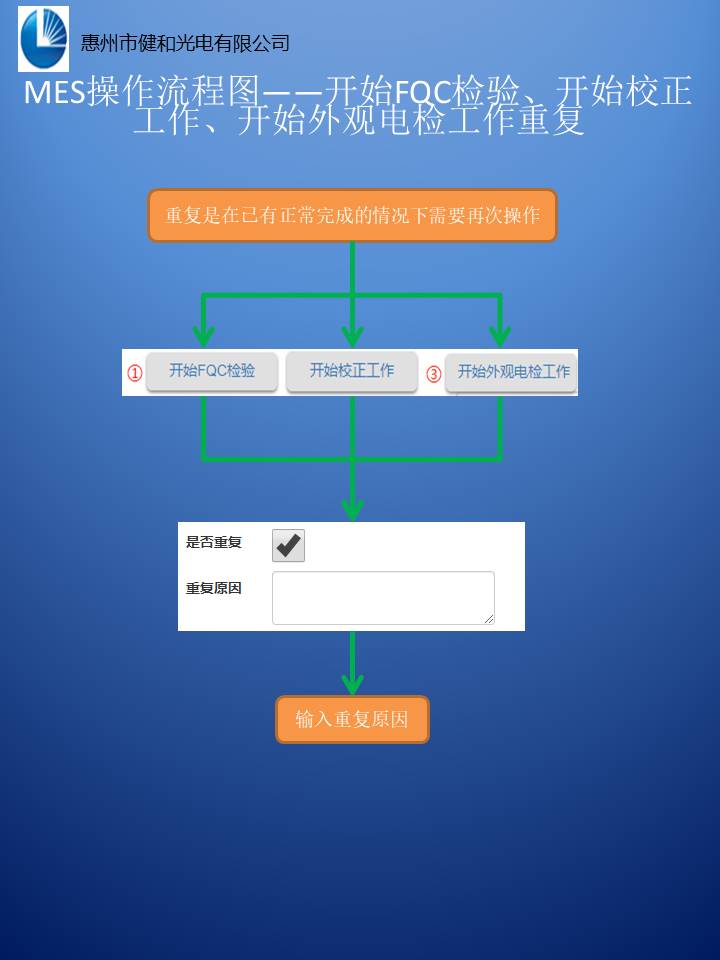 惠州市健和光电有限公司
MES操作流程图——开始FQC检验、开始校正
工作、开始外观电检工作重复
重复是在已有正常完成的情况下需要再次操作
① 开始FQC检验 开始校正工作 ③ 开始外观电检工作
是否重复
重复原因
输入重复原因